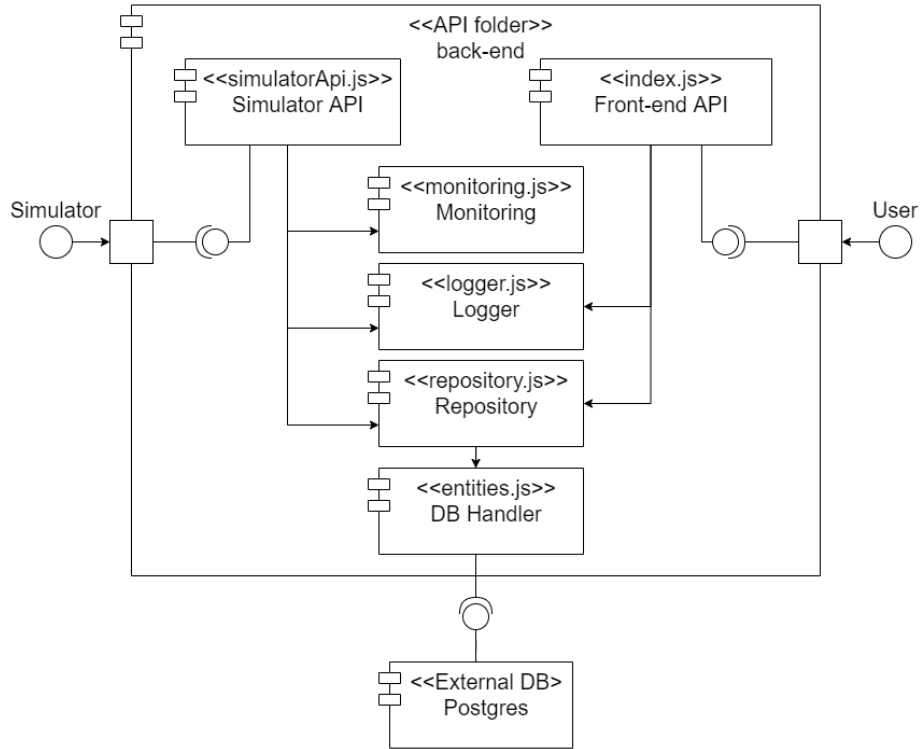 <<API folder>>
back-end
<<simulatorApi.js>>
Simulator API
<<index.js>>
Front-end API
<<monitoring.js>>
Monitoring
Simulator
User
<<logger.js>>
Logger
<<repository.js>>
Repository
<<entities.js>>
DB Handler
<<External DB>
Postgres